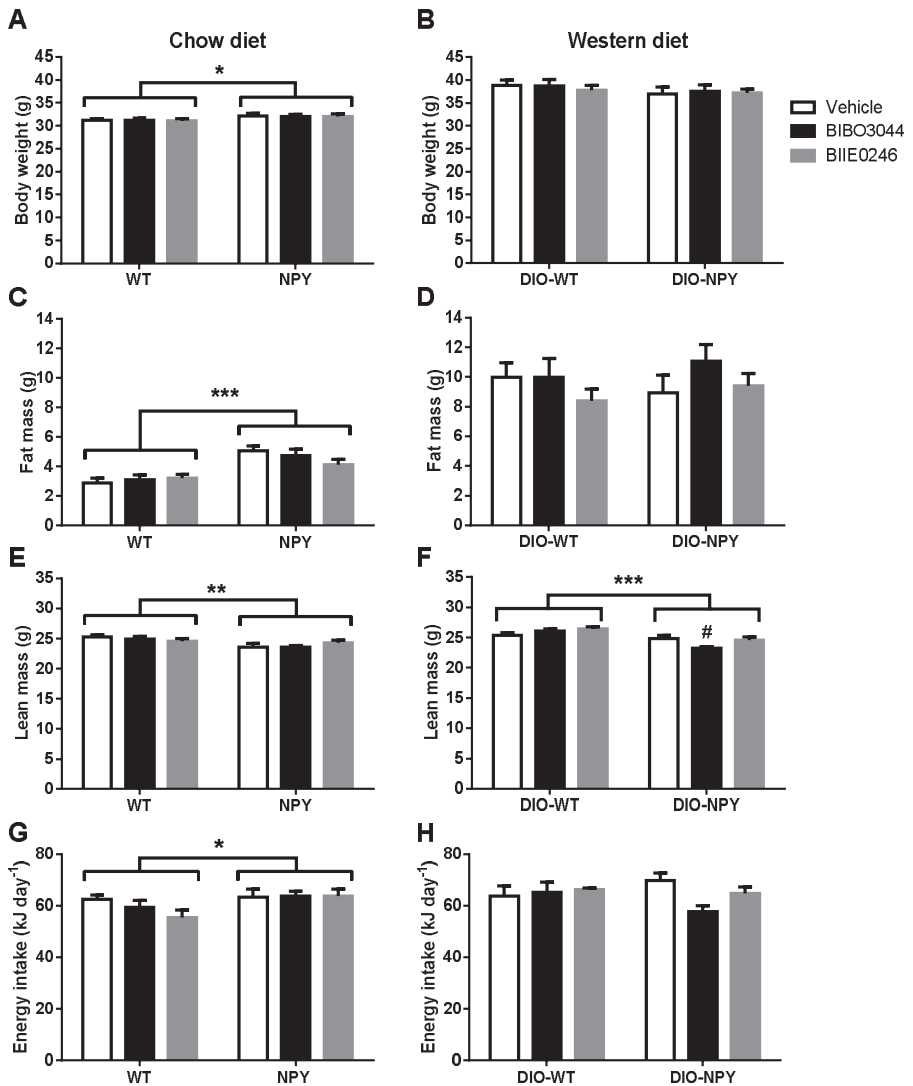 A
Chow diet
Body weight (g)
45
40
35
30
25
20
15
10
5
0
*
WT
NPY
B
Western diet
Body weight (g)
45
40
35
30
25
20
15
10
5
0
DIO-WT
DIO-NPY
Vehicle
BIBO3044
BIIE0246
C
Fat mass (g)
14
12
10
8
6
4
2
0
***
WT
NPY
D
Fat mass (g)
14
12
10
8
6
4
2
0
DIO-WT
DIO-NPY
E
Lean mass (g)
35
30
25
20
15
10
5
0
**
WT
NPY
F
Lean mass (g)
35
30
25
20
15
10
5
0
***
#
DIO-WT
DIO-NPY
G
Energy intake (kJ day⁻¹)
80
60
40
20
0
*
WT
NPY
H
Energy intake (kJ day⁻¹)
80
60
40
20
0
DIO-WT
DIO-NPY